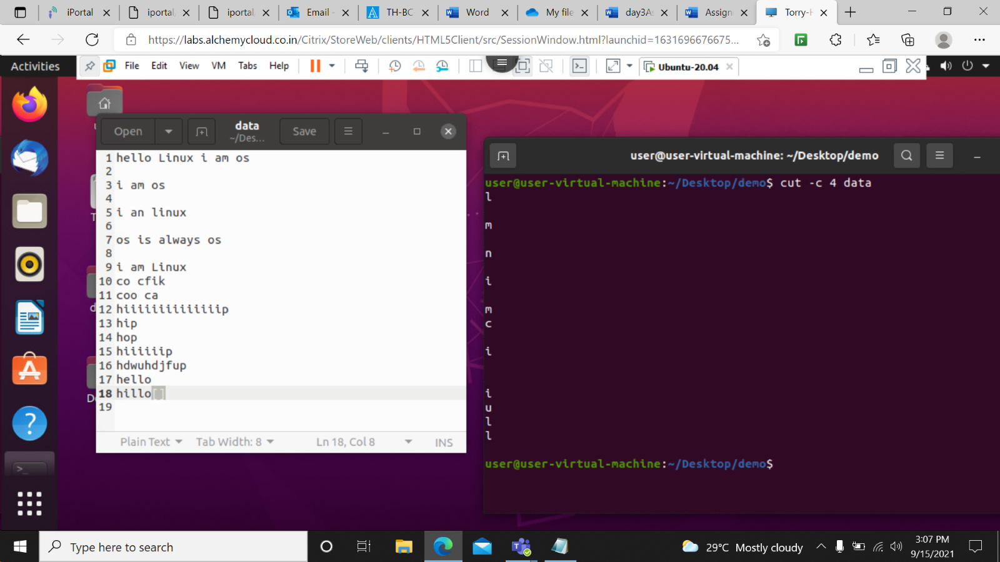 iPortal
iportal
iportal
Email -
TH-BC
Word
My file
day3A
Assign
Torry-
https://labs.alchemycloud.co.in/Citrix/StoreWeb/clients/HTML5Client/src/SessionWindow.html?launchid=1631696676675...
Activities
File Edit View VM Tabs Help
Ubuntu-20.04
Open
data
~/Des...
Save
1 hello Linux i am os
2
3 i am os
4
5 i an linux
6
7 os is always os
8
9 i am Linux
10 co cfik
11 coo ca
12 hiiiiiiiiiiiiiip
13 hip
14 hop
15 hiiiiiip
16 hdwuhdjfup
17 hello
18 hillo[]
19
Plain Text Tab Width: 8 Ln 18, Col 8 INS
user@user-virtual-machine: ~/Desktop/demo
user@user-virtual-machine:~/Desktop/demo$ cut -c 4 data
l
m
n
i
m
c
i
i
u
l
l
user@user-virtual-machine:~/Desktop/demo$
Type here to search
29°C Mostly cloudy
3:07 PM
9/15/2021